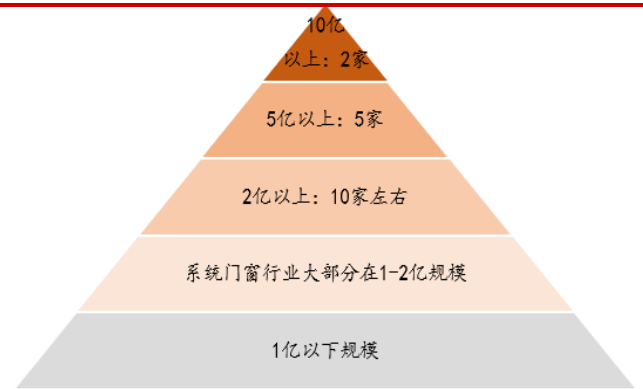 10亿
以上：2家
5亿以上：5家
2亿以上：10家左右
系统门窗行业大部分在1-2亿规模
1亿以下规模